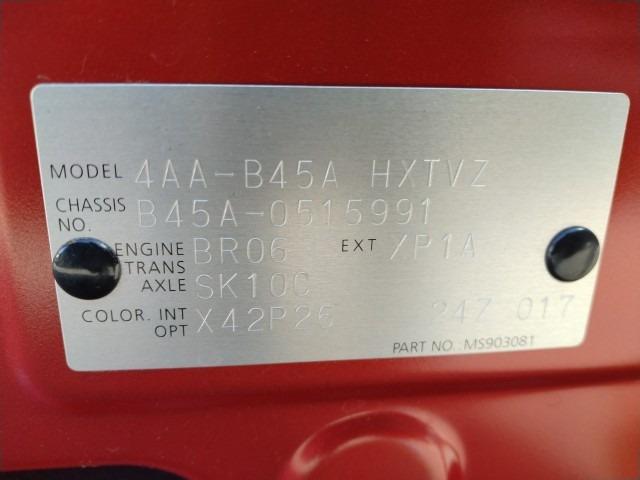 MODEL 4AA-B45A HXTVZ
CHASSIS NO. B45A-0515991
ENGINE BR06 EXT /P1A
TRANS AXLE SK10C
COLOR. INT OPT X42P26 24Z 017
PART NO. MS903081